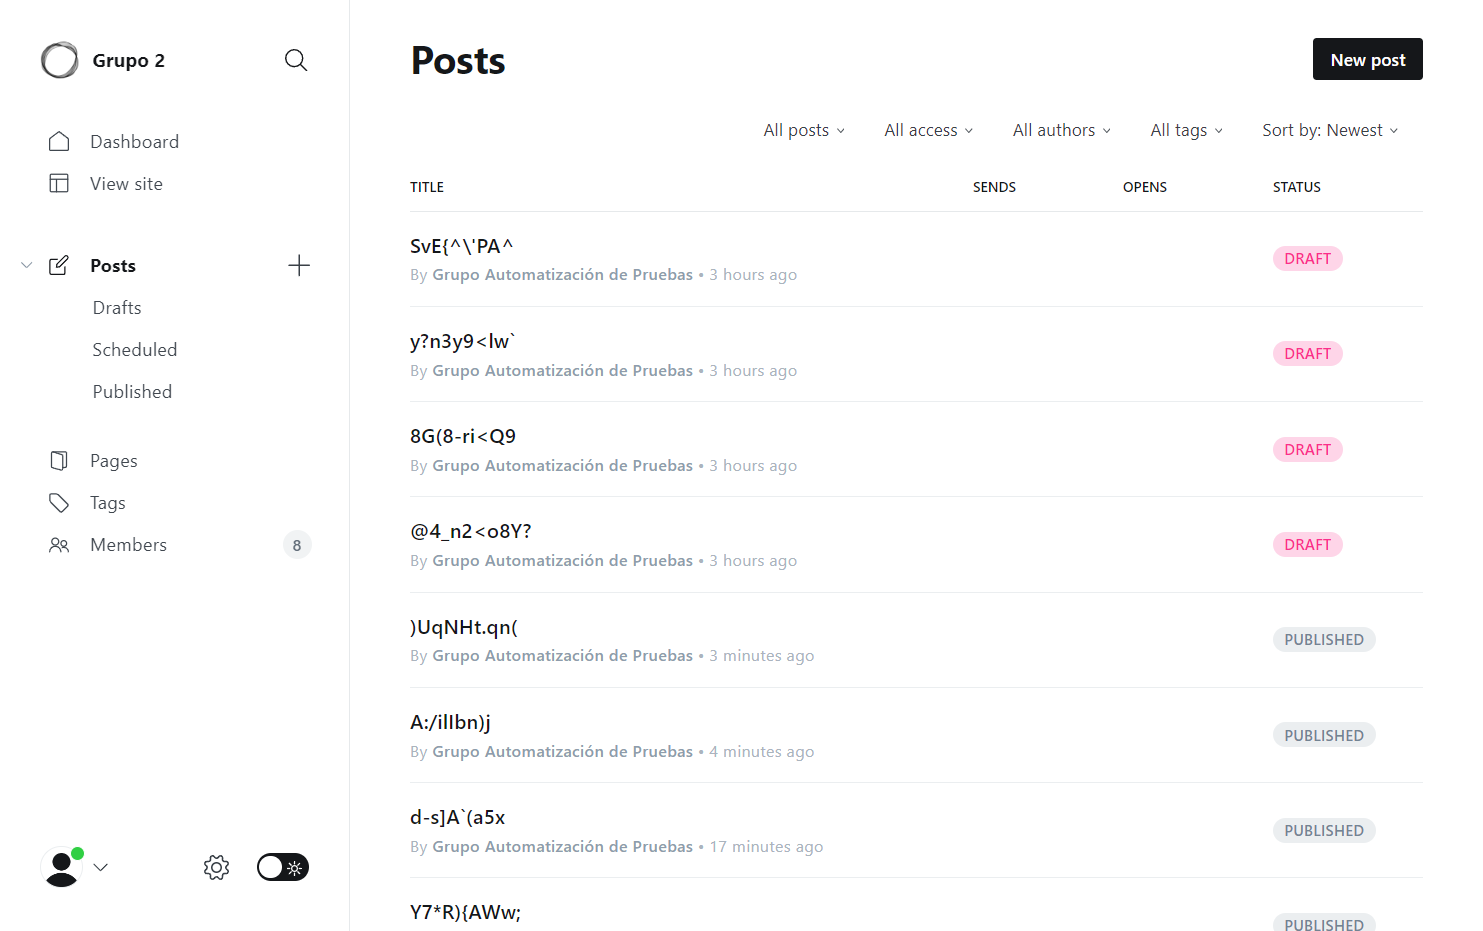 Grupo 2
Dashboard
View site
Posts
Drafts
Scheduled
Published
Pages
Tags
Members 8
Posts
New post
All posts All access All authors All tags Sort by: Newest
TITLE SENDS OPENS STATUS
SvE{^\'PA^
By Grupo Automatización de Pruebas • 3 hours ago
DRAFT
y?n3y9<lw`
By Grupo Automatización de Pruebas • 3 hours ago
DRAFT
8G(8-ri<Q9
By Grupo Automatización de Pruebas • 3 hours ago
DRAFT
@4_n2<o8Y?
By Grupo Automatización de Pruebas • 3 hours ago
DRAFT
)UqNHt.qn(
By Grupo Automatización de Pruebas • 3 minutes ago
PUBLISHED
A:/ilIbn)j
By Grupo Automatización de Pruebas • 4 minutes ago
PUBLISHED
d-s]A`(a5x
By Grupo Automatización de Pruebas • 17 minutes ago
PUBLISHED
Y7*R){AWw;
PUBLISHED